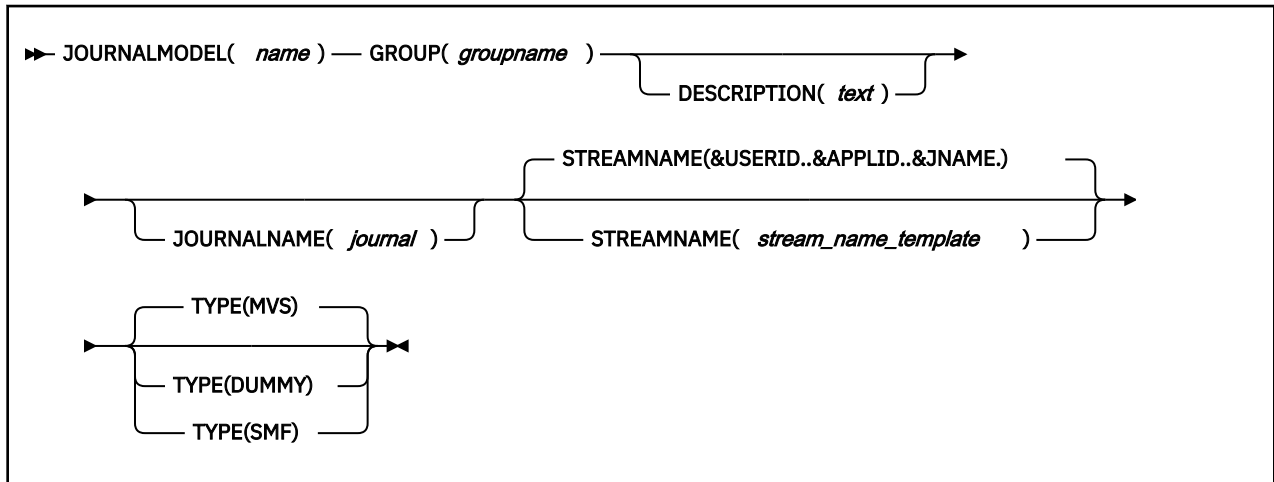 JOURNALMODEL( name ) GROUP( groupname )
DESCRIPTION( text )
STREAMNAME(&USERID..&APPLID..&JNAME.)
JOURNALNAME( journal )
STREAMNAME( stream_name_template )
TYPE(MVS)
TYPE(DUMMY)
TYPE(SMF)